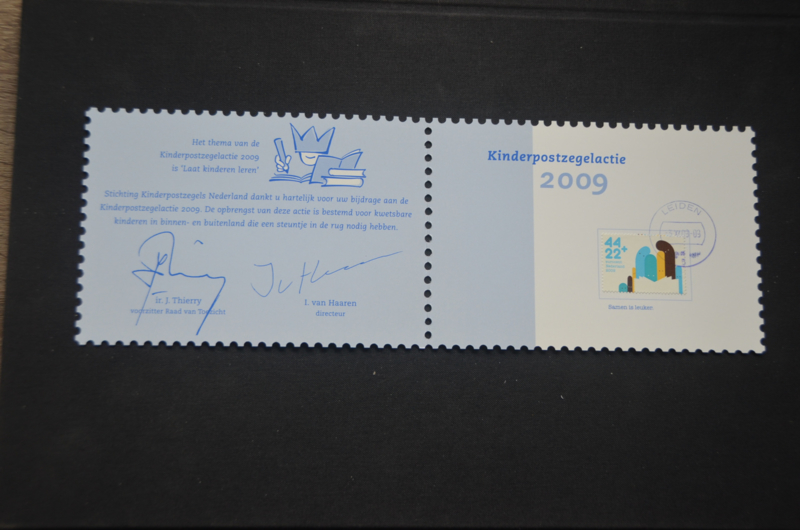 Het thema van de
Kinderpostzegelactie 2009
is 'Laat kinderen leren'
Stichting Kinderpostzegels Nederland dankt u hartelijk voor uw bijdrage aan de
Kinderpostzegelactie 2009. De opbrengst van deze actie is bestemd voor kwetsbare
kinderen in binnen- en buitenland die een steuntje in de rug nodig hebben.
ir. J. Thierry
voorzitter Raad van Toezicht
I. van Haaren
directeur
Kinderpostzegelactie
2009
LEIDEN
44
22+
Samen is leuker